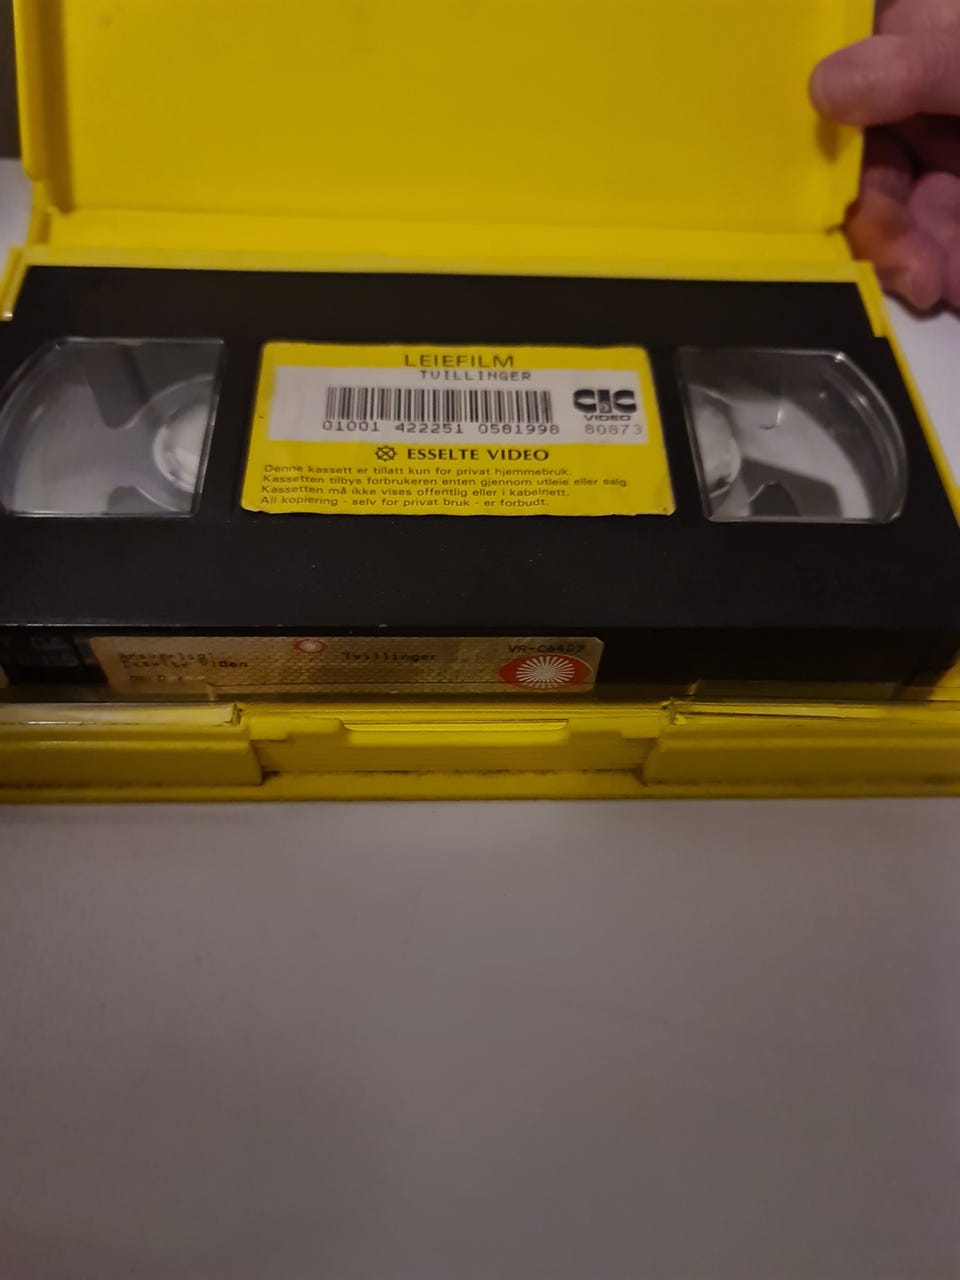 LEIEFILM
TVILLINGER
01001 422251 0581998
CIC
VIDEO
80873
ESSELTE VIDEO
Denne kassett er tillatt kun for privat hjemmebruk.
Kassetten tilbys forbrukeren enten gjennom utleie eller salg
Kassetten må ikke vises offentlig eller i kabelnett.
All kopiering - selv for privat bruk - er forbudt.
Ansvarlig:
Tvillinger